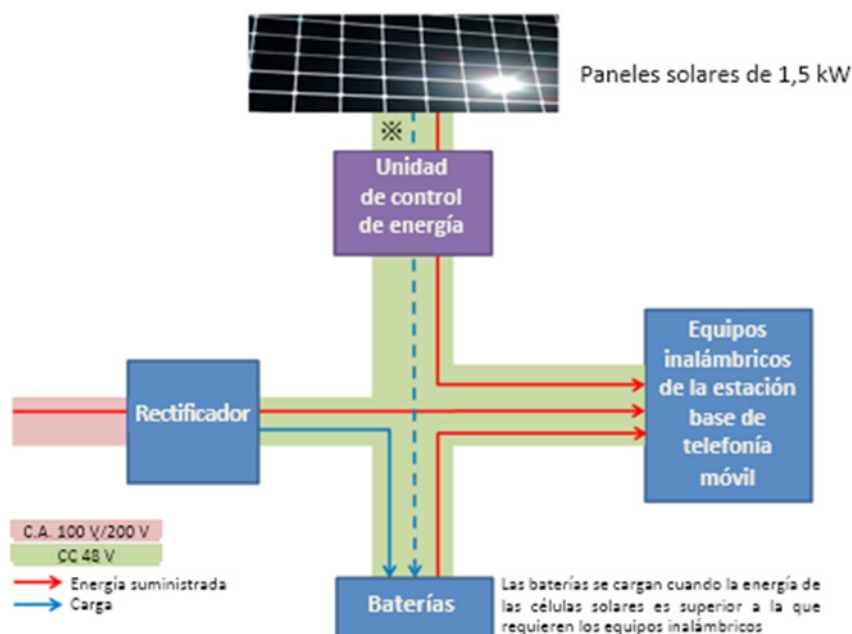 Paneles solares de 1,5 kW
※
Unidad
de control
de energía
Equipos
inalámbricos
de la estación
base de
telefonía
móvil
Rectificador
C.A. 100 V/200 V
CC 48 V
Energía suministrada
Carga
Baterías
Las baterías se cargan cuando la energía de
las células solares es superior a la que
requieren los equipos inalámbricos